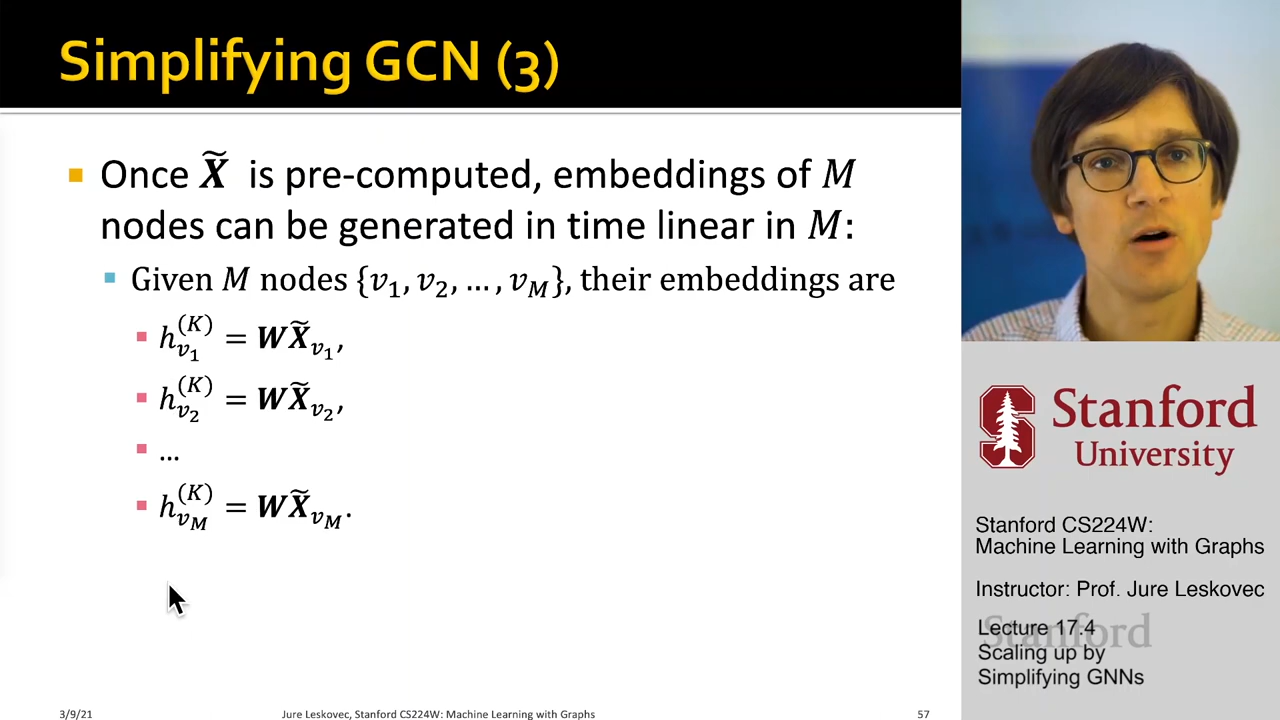 Simplifying GCN (3)
Once X̃ is pre-computed, embeddings of M
nodes can be generated in time linear in M:
Given M nodes {v₁, v₂, … , v_M}, their embeddings are
h_{v₁}^{(K)} = WX̃_{v₁},
h_{v₂}^{(K)} = WX̃_{v₂},
…
h_{v_M}^{(K)} = WX̃_{v_M}.
3/9/21
Jure Leskovec, Stanford CS224W: Machine Learning with Graphs
57
S
Stanford
University
Stanford CS224W:
Machine Learning with Graphs
Instructor: Prof. Jure Leskovec
Stanford
Lecture 17.4
Scaling up by
Simplifying GNNs